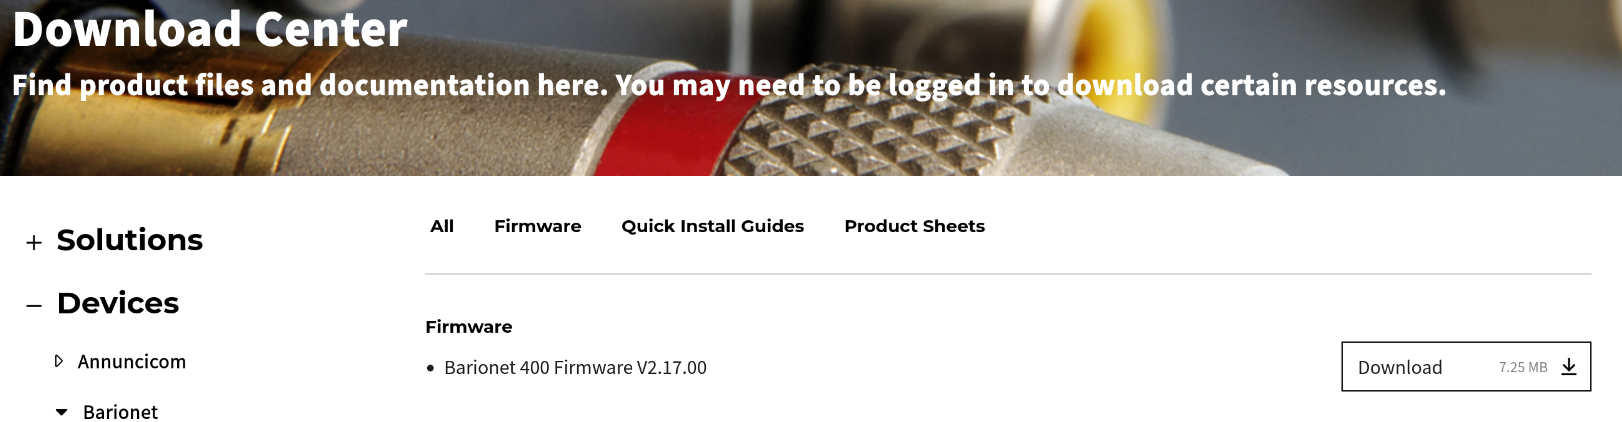 Download Center
Find product files and documentation here. You may need to be logged in to download certain resources.
Solutions
Devices
Annuncicom
Barionet
All Firmware Quick Install Guides Product Sheets
Firmware
• Barionet 400 Firmware V2.17.00
Download 7.25 MB